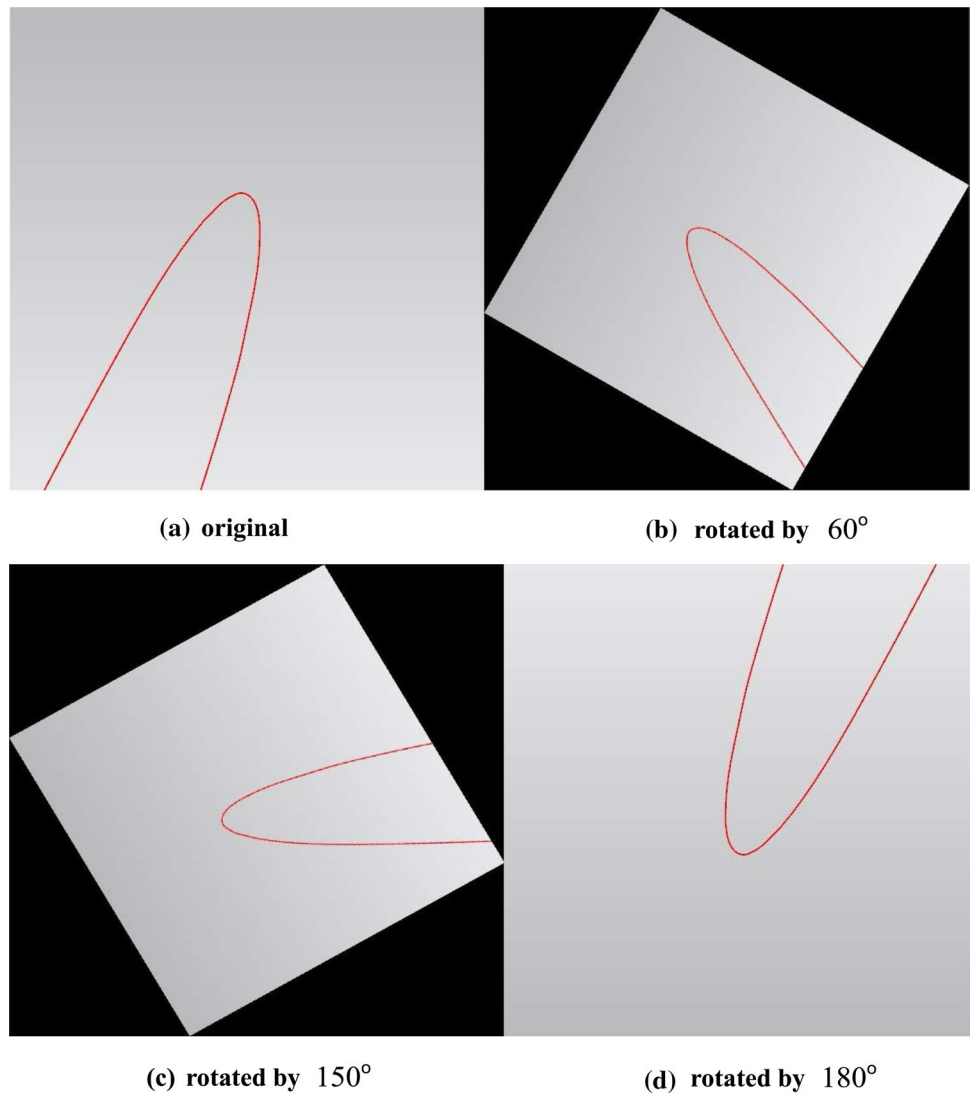 (a) original
(b) rotated by 60°
(c) rotated by 150°
(d) rotated by 180°